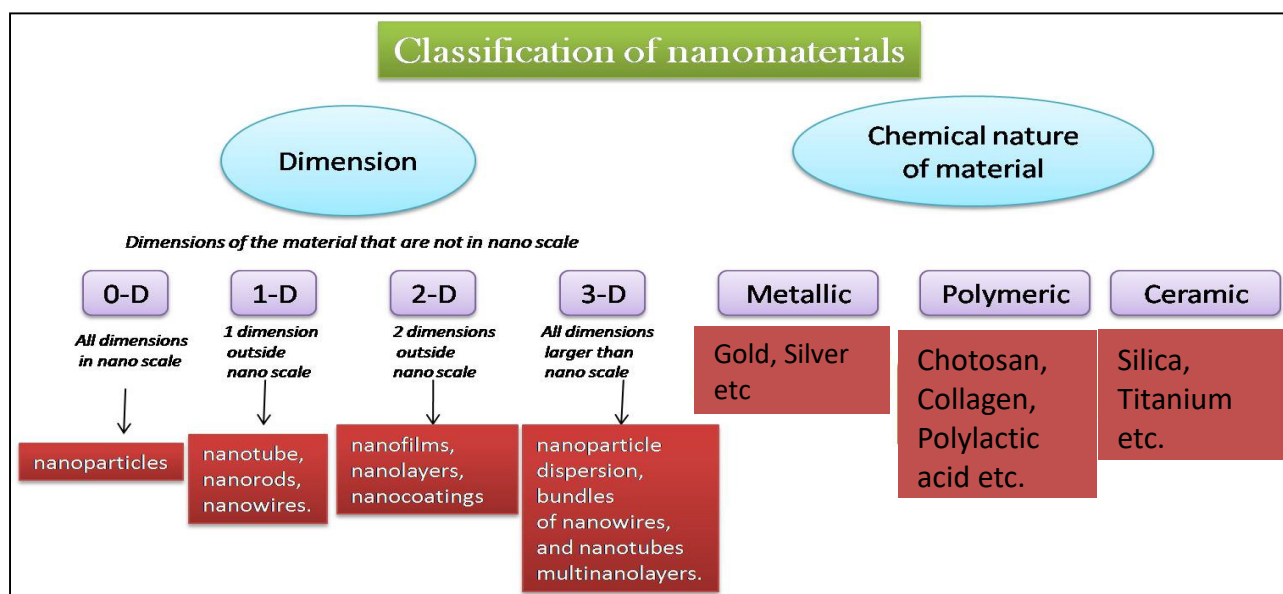 Classification of nanomaterials
Dimension
Chemical nature
of material
Dimensions of the material that are not in nano scale
0-D
1-D
2-D
3-D
Metallic
Polymeric
Ceramic
All dimensions
in nano scale
1 dimension
outside
nano scale
2 dimensions
outside
nano scale
All dimensions
larger than
nano scale
nanoparticles
nanotube,
nanorods,
nanowires.
nanofilms,
nanolayers,
nanocoatings
nanoparticle
dispersion,
bundles
of nanowires,
and nanotubes
multinanolayers.
Gold, Silver
etc
Chotosan,
Collagen,
Polylactic
acid etc.
Silica,
Titanium
etc.